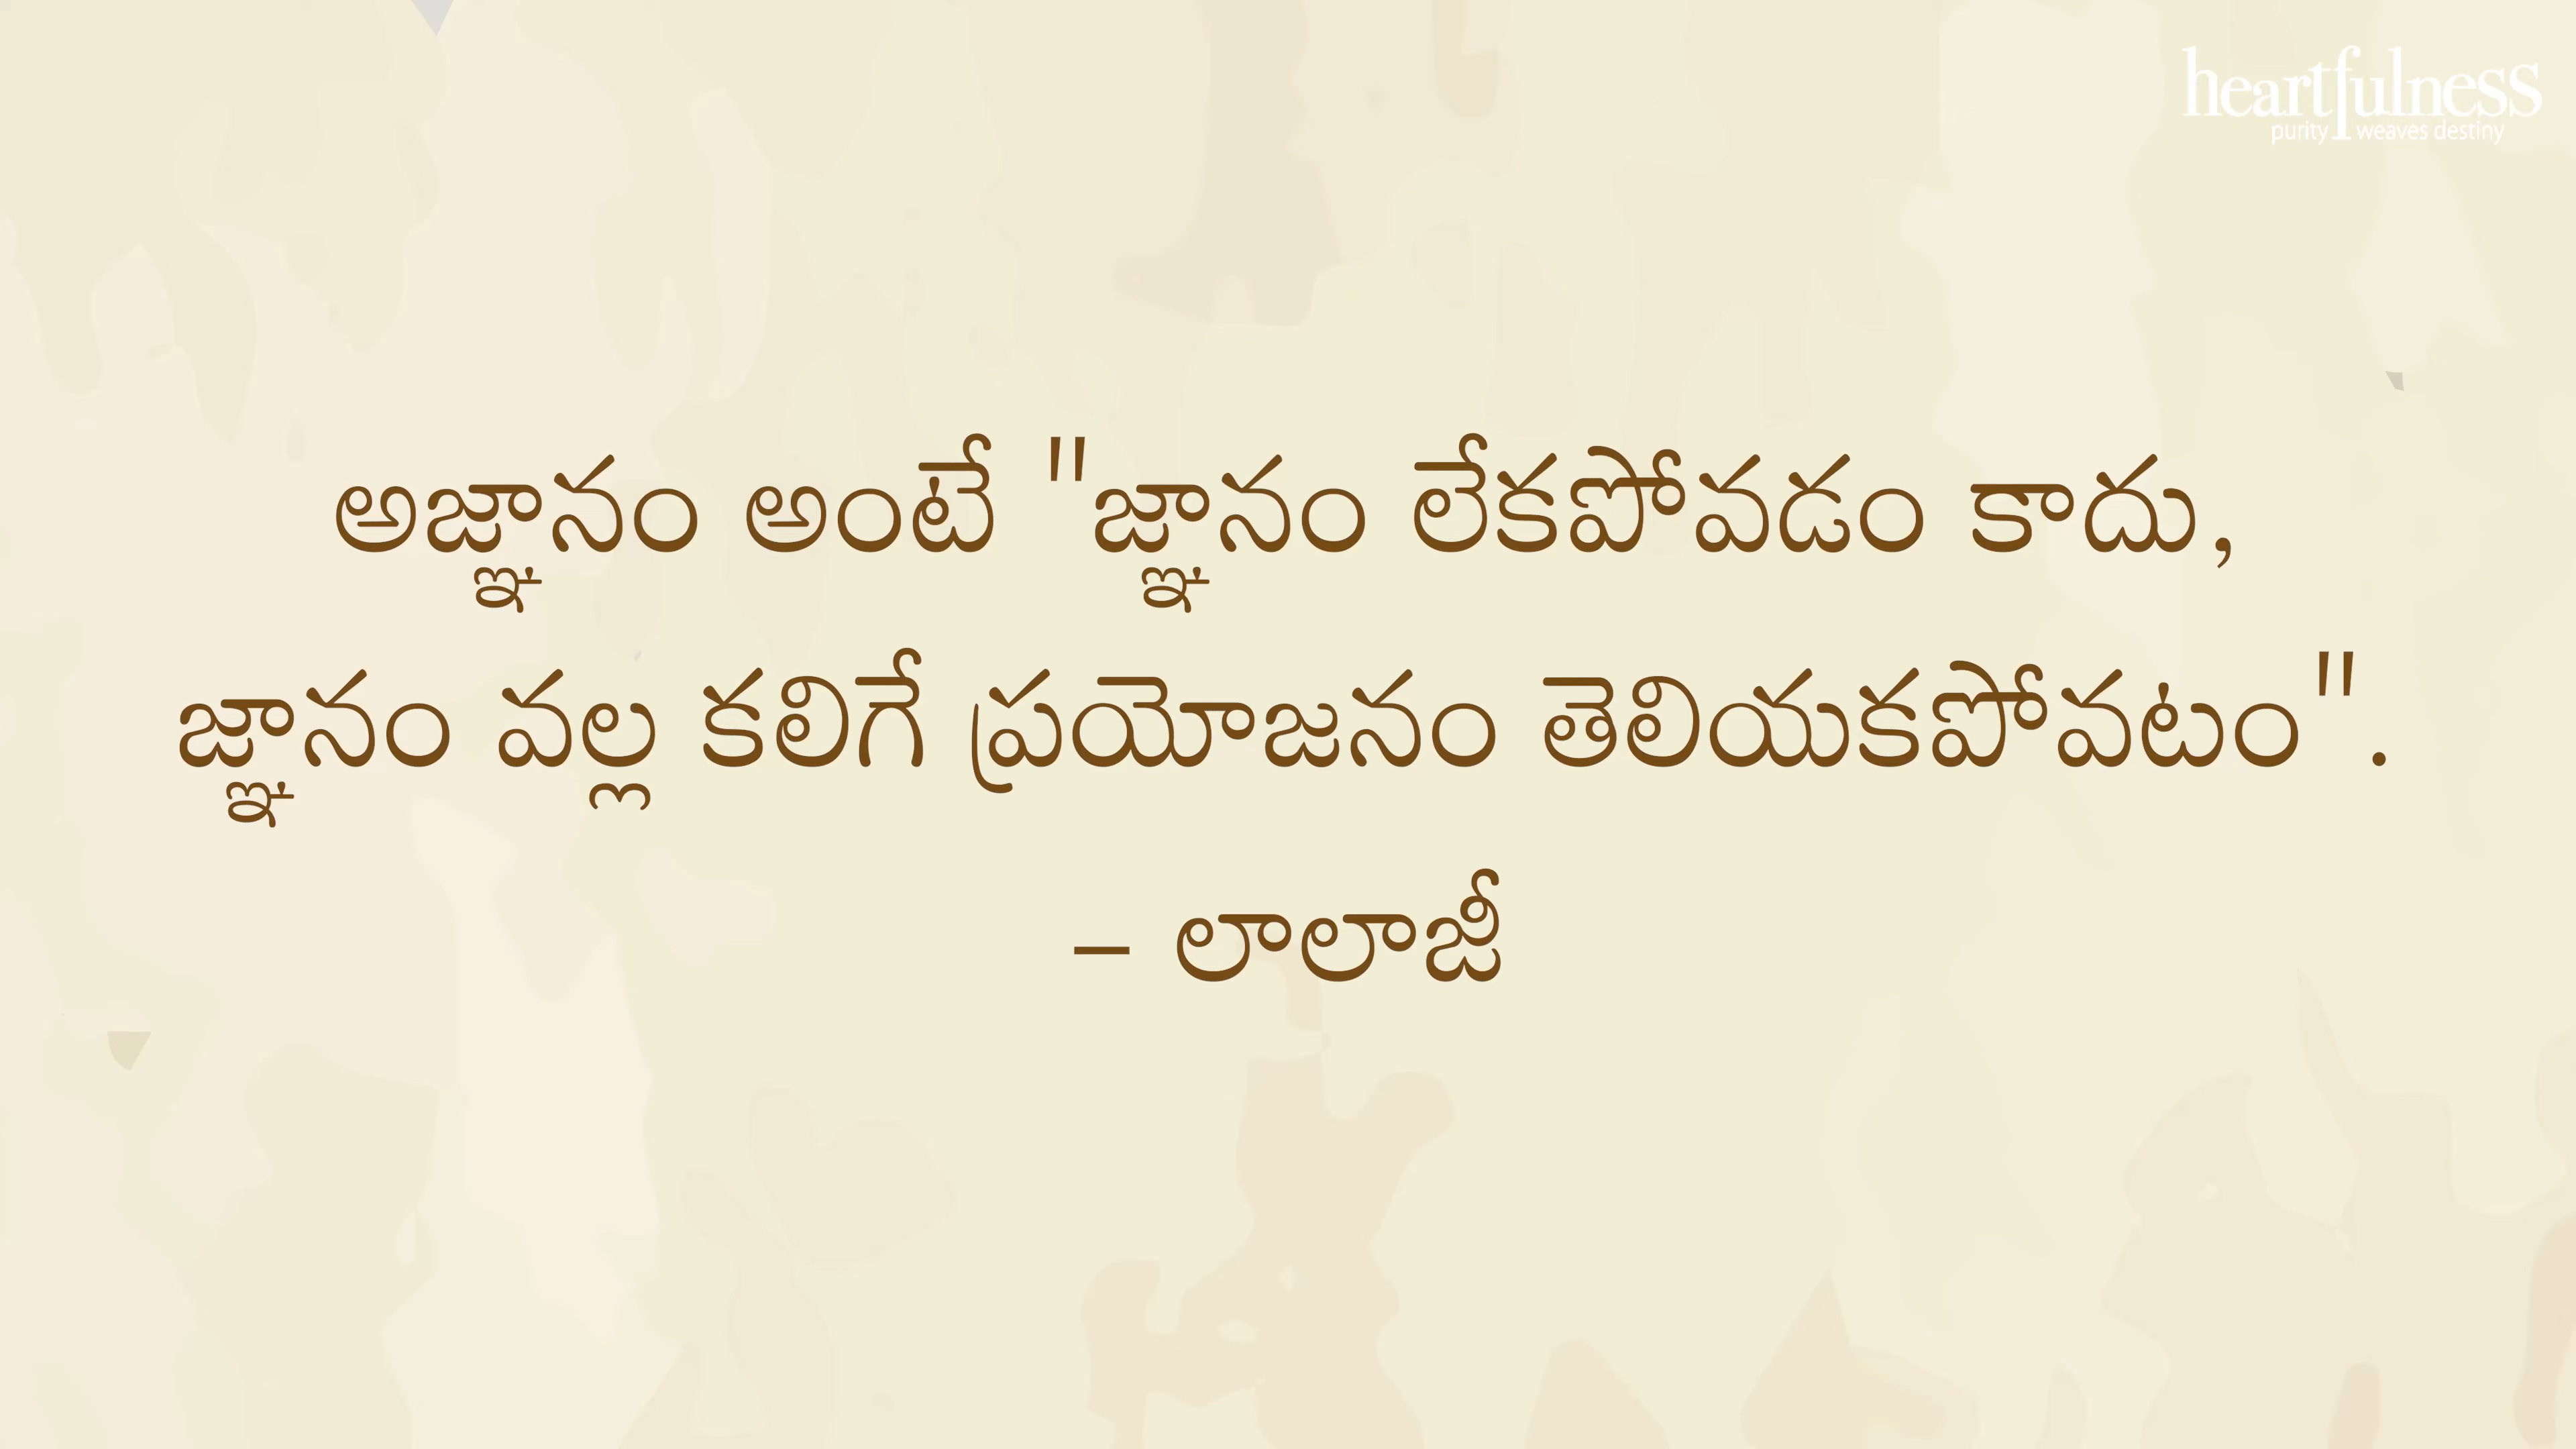 heartfulness
purity weaves destiny
అజ్ఞానం అంటే "జ్ఞానం లేకపోవడం కాదు,
జ్ఞానం వల్ల కలిగే ప్రయోజనం తెలియకపోవటం".
– లాలాజీ